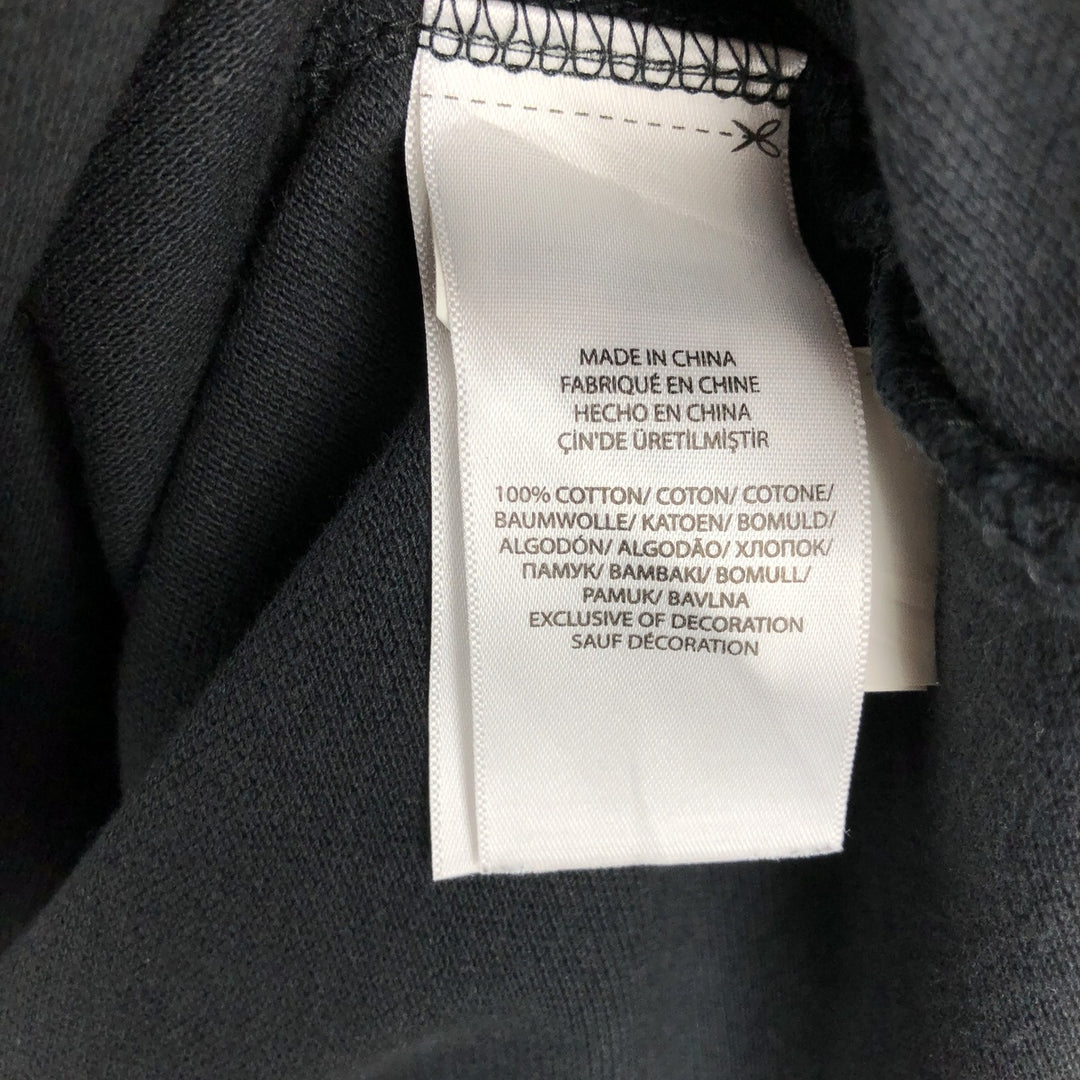 MADE IN CHINA
FABRIQUÉ EN CHINE
HECHO EN CHINA
ÇİN'DE ÜRETİLMİŞTİR
100% COTTON/ COTON/ COTONE/
BAUMWOLLE/ KATOEN/ BOMULD/
ALGODÓN/ ALGODÃO/ ХЛОПОК/
ПАМУК/ BAMBAKI/ BOMULL/
PAMUK/ BAVLNA
EXCLUSIVE OF DECORATION
SAUF DÉCORATION